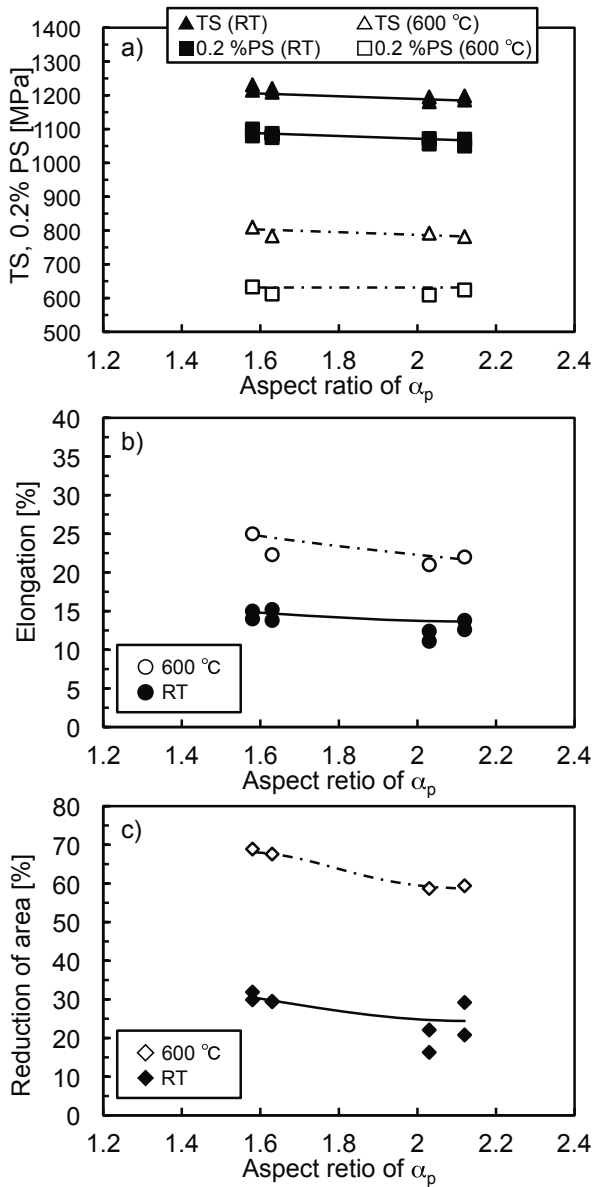 ▲ TS (RT) △ TS (600 °C)
■ 0.2 %PS (RT) □ 0.2 %PS (600 °C)
a)
TS, 0.2% PS [MPa]
1400
1300
1200
1100
1000
900
800
700
600
500
1.2 1.4 1.6 1.8 2 2.2 2.4
Aspect ratio of αp
b)
Elongation [%]
40
35
30
25
20
15
10
5
0
○ 600 °C
● RT
1.2 1.4 1.6 1.8 2 2.2 2.4
Aspect retio of αp
c)
Reduction of area [%]
80
70
60
50
40
30
20
10
0
◇ 600 °C
◆ RT
1.2 1.4 1.6 1.8 2 2.2 2.4
Aspect ratio of αp